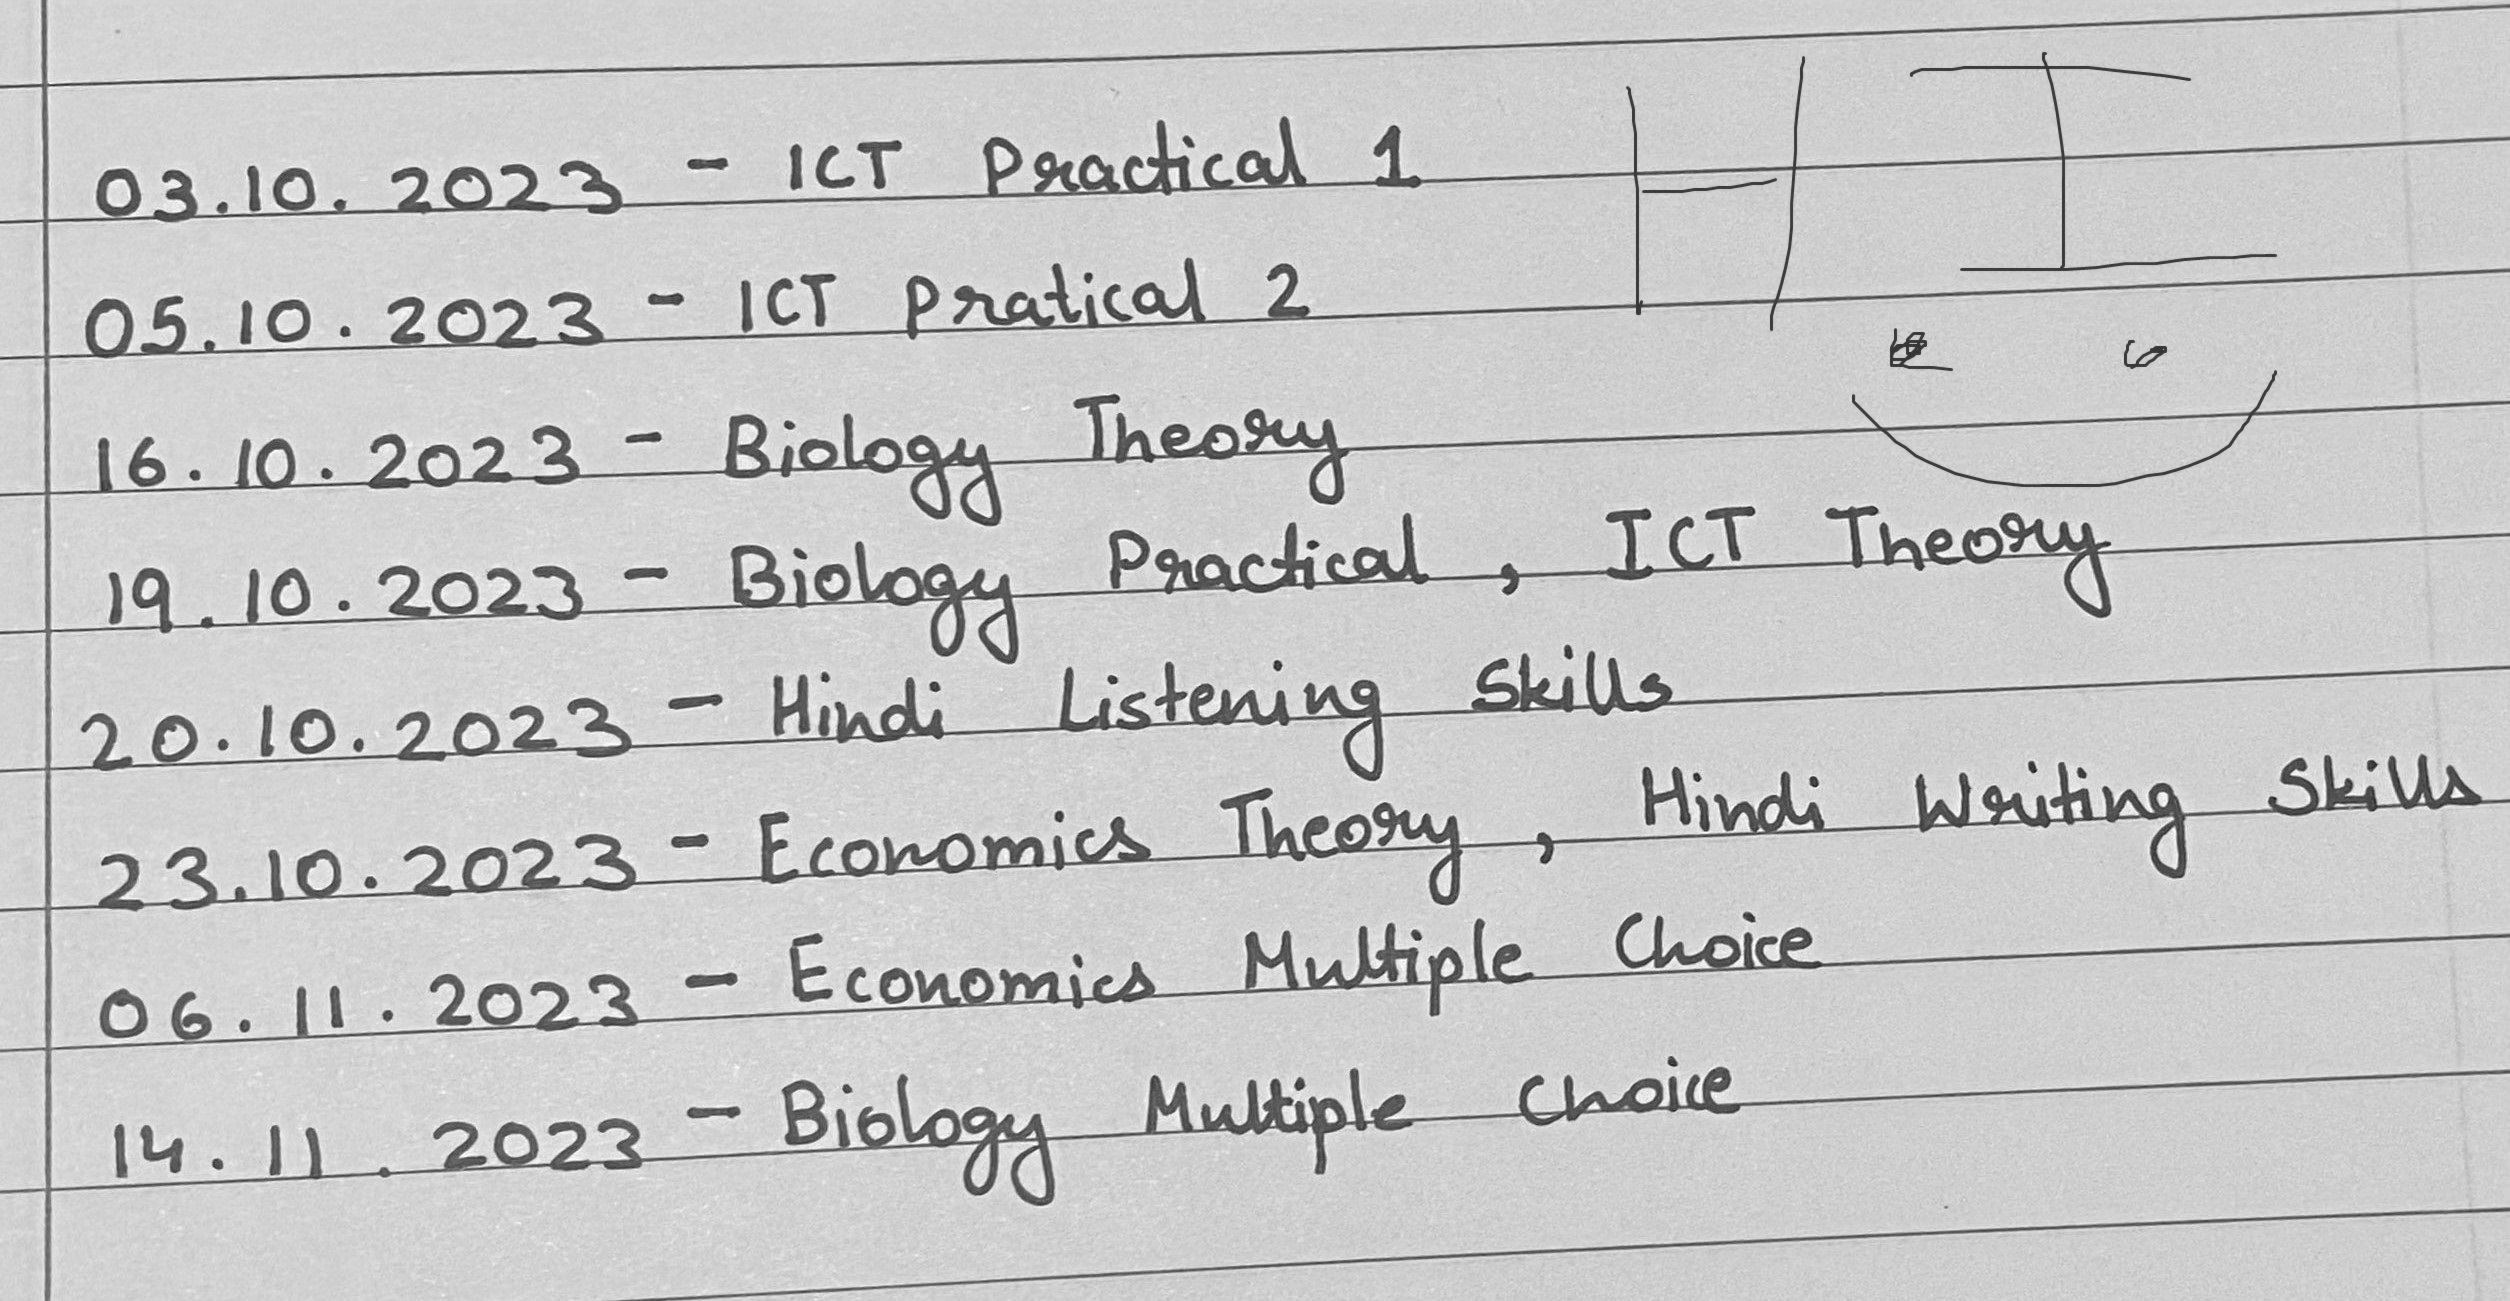 HI
03.10.2023 - ICT Practical 1
05.10.2023 - ICT Pratical 2
16.10.2023 - Biology Theory
19.10.2023 - Biology Practical, ICT Theory
20.10.2023 - Hindi Listening Skills
23.10.2023 - Economics Theory, Hindi Writing Skills
06.11.2023 - Economics Multiple Choice
14.11.2023 - Biology Multiple Choice